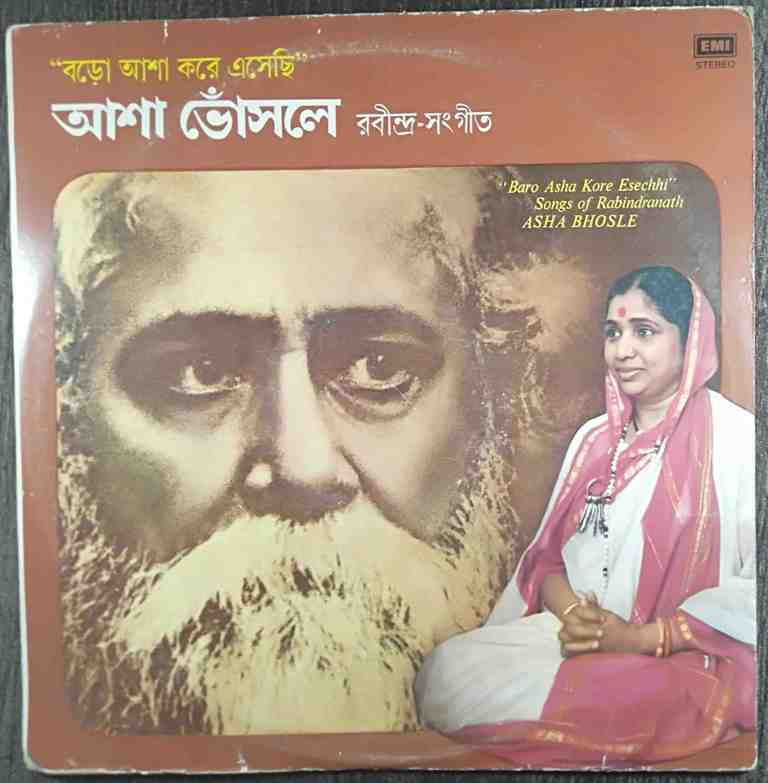 "বড়ো আশা করে এসেছি"
আশা ভোঁসলে রবীন্দ্র-সংগীত
EMI
STEREO
"Baro Asha Kore Esechhi"
Songs of Rabindranath
ASHA BHOSLE